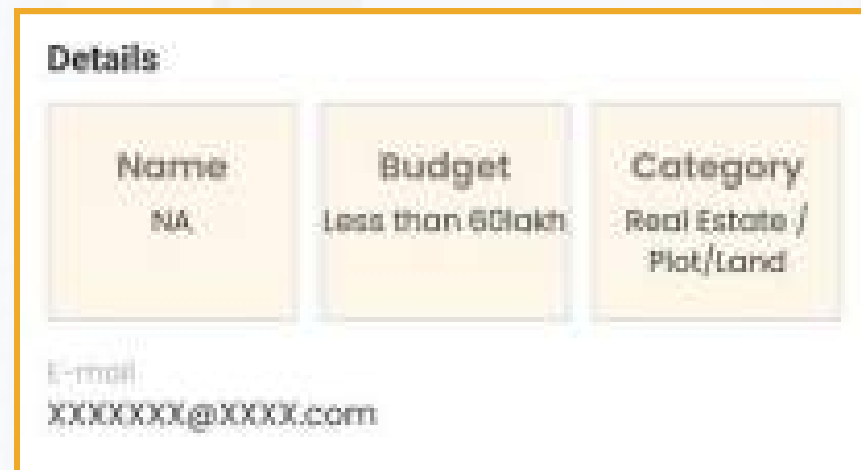 Details
Name
NA
Budget
Less than 60lakh
Category
Real Estate /
Plot/Land
E-mail
XXXXXXX@XXXX.com